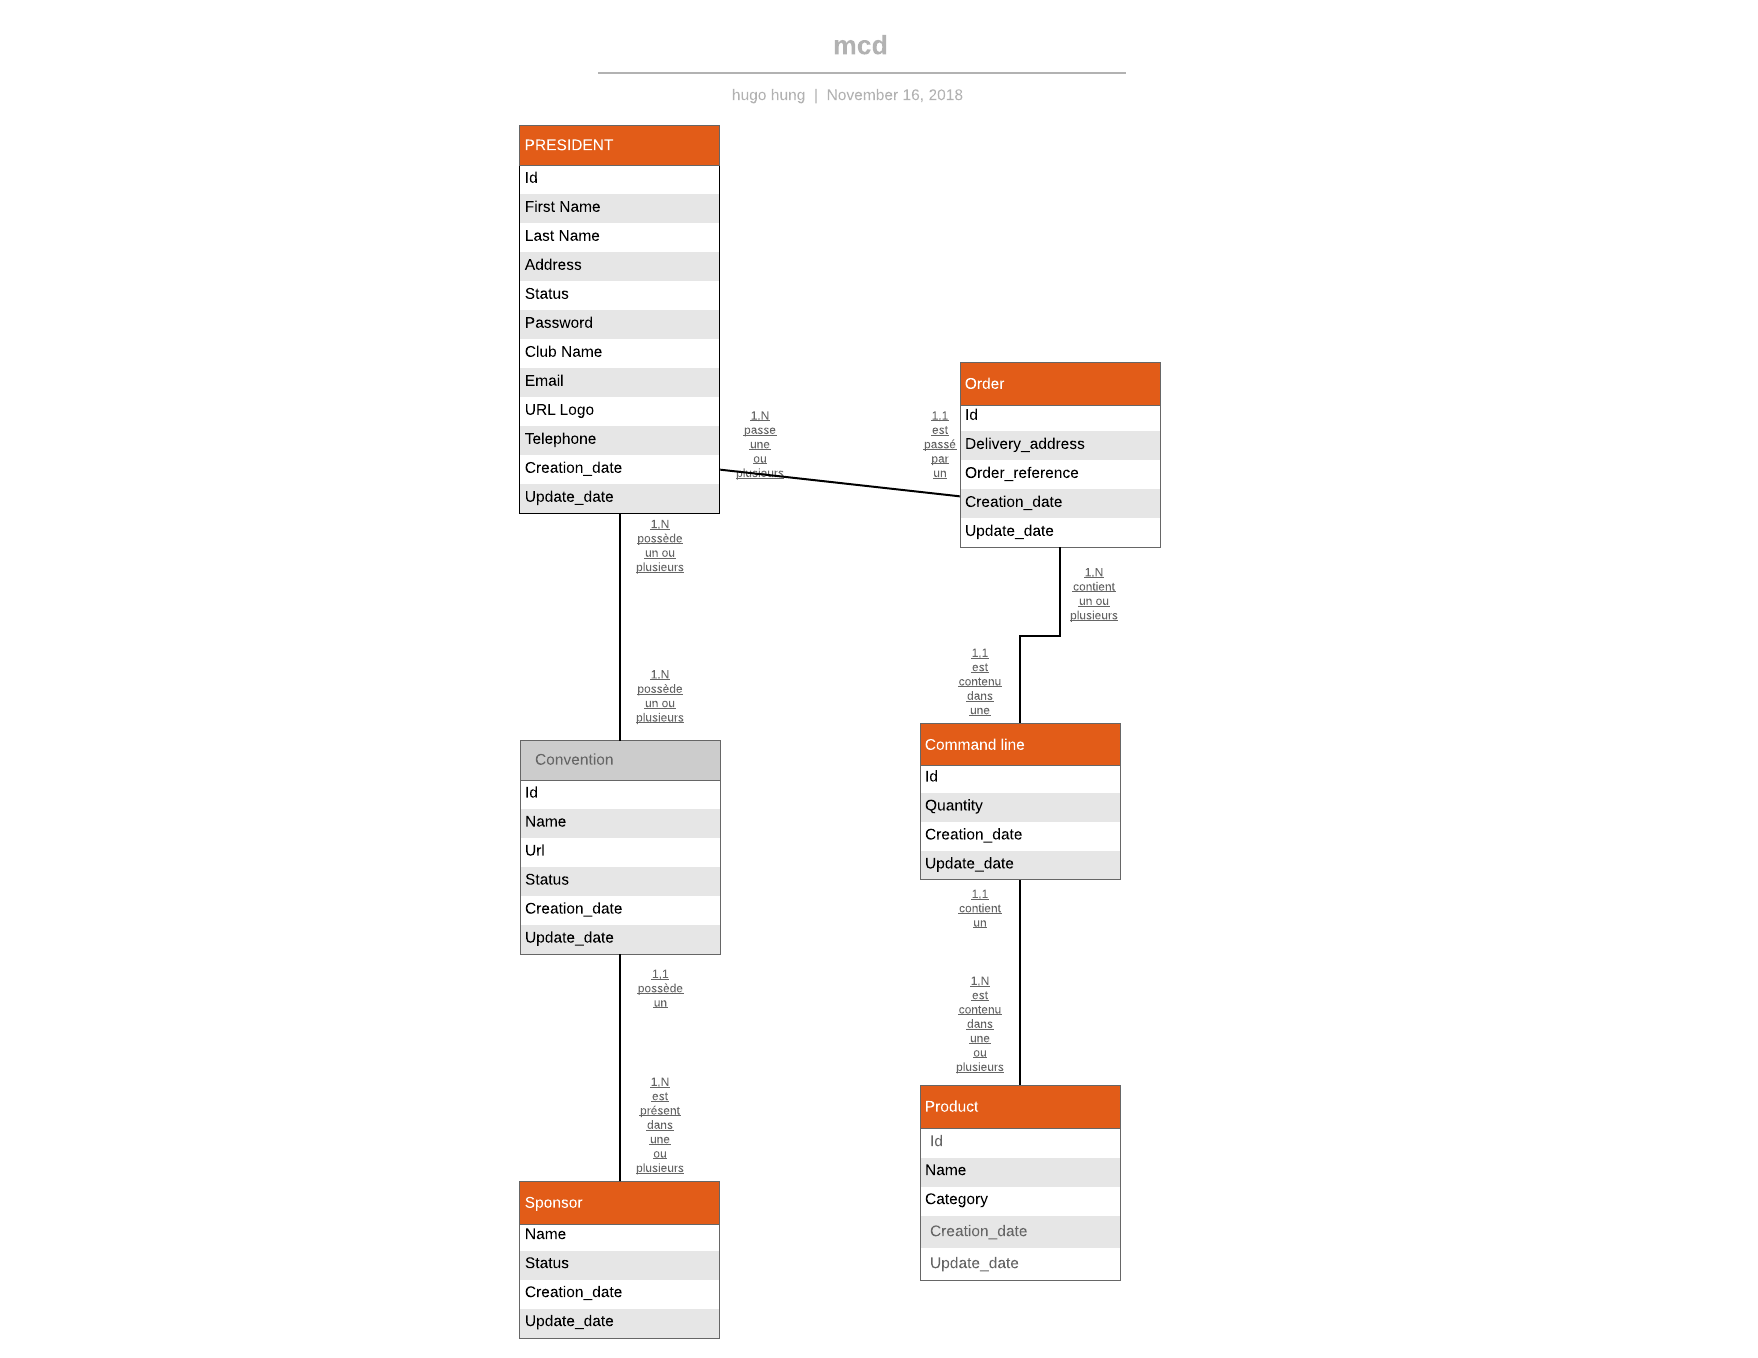 mcd
hugo hung | November 16, 2018
PRESIDENT
Id
First Name
Last Name
Address
Status
Password
Club Name
Email
URL Logo
Telephone
Creation_date
Update_date
1,N
passe
une
ou
plusieurs
1,1
est
passé
par
un
Order
Id
Delivery_address
Order_reference
Creation_date
Update_date
1,N
possède
un ou
plusieurs
1,N
possède
un ou
plusieurs
1,N
contient
un ou
plusieurs
1,1
est
contenu
dans
une
Convention
Id
Name
Url
Status
Creation_date
Update_date
Command line
Id
Quantity
Creation_date
Update_date
1,1
possède
un
1,N
est
présent
dans
une
ou
plusieurs
1,1
contient
un
1,N
est
contenu
dans
une
ou
plusieurs
Sponsor
Name
Status
Creation_date
Update_date
Product
Id
Name
Category
Creation_date
Update_date